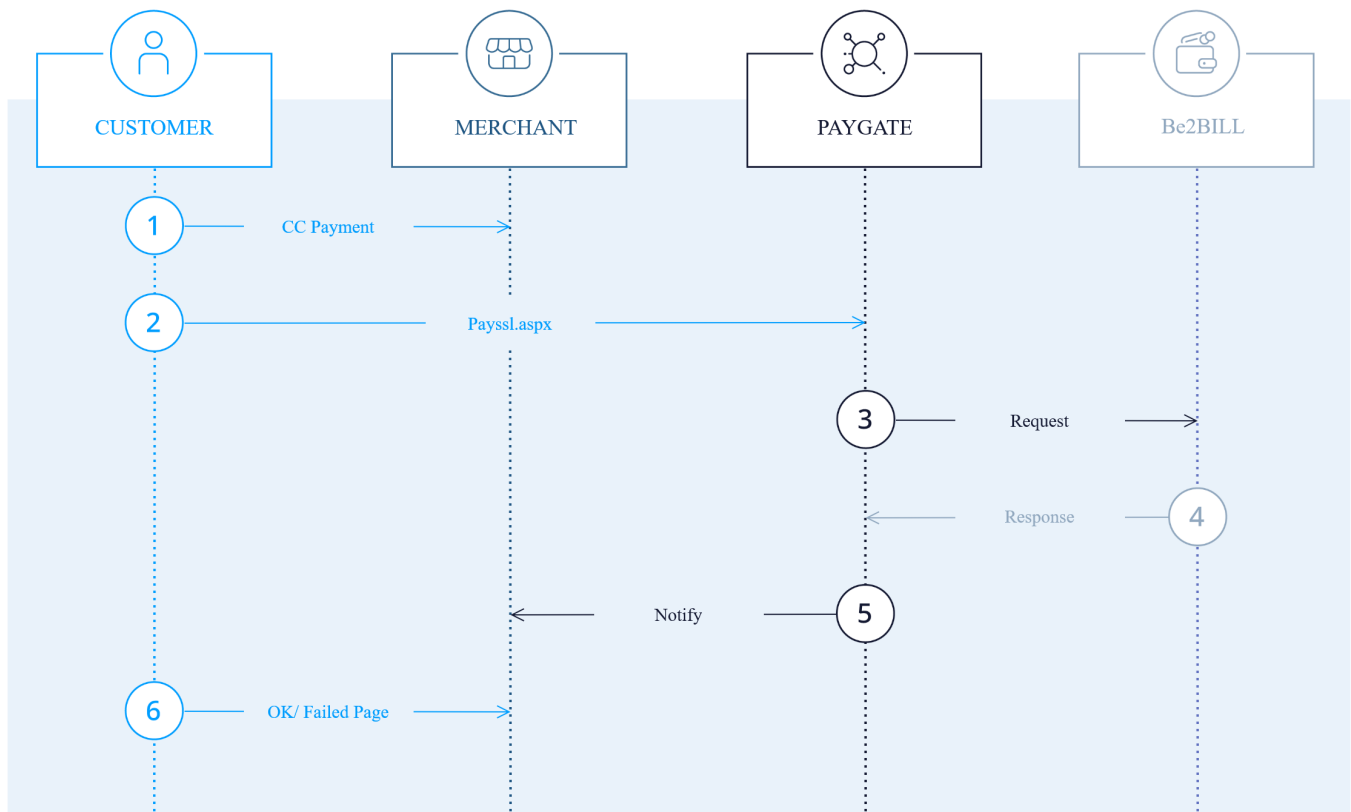 CUSTOMER
MERCHANT
PAYGATE
Be2BILL
1
CC Payment
2
Payssl.aspx
3
Request
Response
4
Notify
5
6
OK/ Failed Page